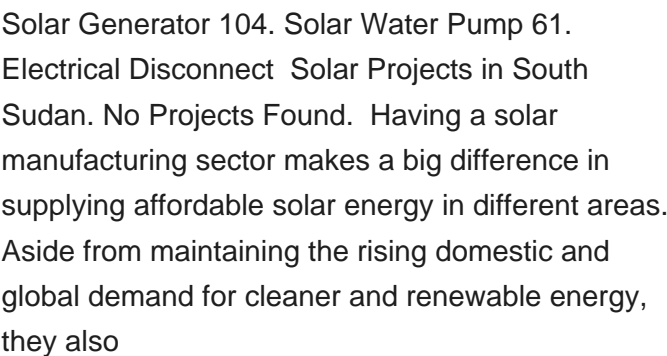 Solar Generator 104. Solar Water Pump 61.
Electrical Disconnect  Solar Projects in South
Sudan. No Projects Found.  Having a solar
manufacturing sector makes a big difference in
supplying affordable solar energy in different areas.
Aside from maintaining the rising domestic and
global demand for cleaner and renewable energy,
they also